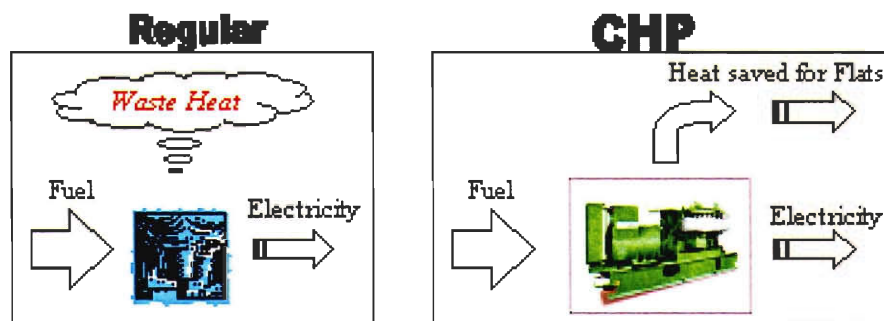 Regular
Waste Heat
Fuel
Electricity
CHP
Heat saved for Flats
Fuel
Electricity